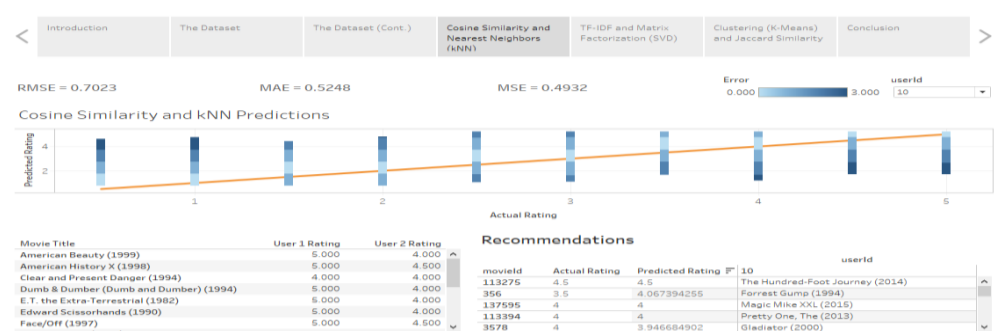 Introduction
The Dataset
The Dataset (Cont.)
Cosine Similarity and
Nearest Neighbors
(kNN)
TF-IDF and Matrix
Factorization (SVD)
Clustering (K-Means)
and Jaccard Similarity
Conclusion
RMSE = 0.7023
MAE = 0.5248
MSE = 0.4932
Error
0.000
3.000
userId
10
Cosine Similarity and kNN Predictions
Predicted Rating
4
2
1
2
3
4
5
Actual Rating
Movie Title User 1 Rating User 2 Rating
American Beauty (1999) 5.000 4.000
American History X (1998) 5.000 4.500
Clear and Present Danger (1994) 4.000 4.000
Dumb & Dumber (Dumb and Dumber) (1994) 5.000 4.000
E.T. the Extra-Terrestrial (1982) 5.000 4.000
Edward Scissorhands (1990) 5.000 4.000
Face/Off (1997) 5.000 4.500
Recommendations
userId
movieId Actual Rating Predicted Rating 10
113275 4.5 4.5 The Hundred-Foot Journey (2014)
356 3.5 4.067394255 Forrest Gump (1994)
137595 4 4 Magic Mike XXL (2015)
113394 4 4 Pretty One, The (2013)
3578 4 3.946684902 Gladiator (2000)